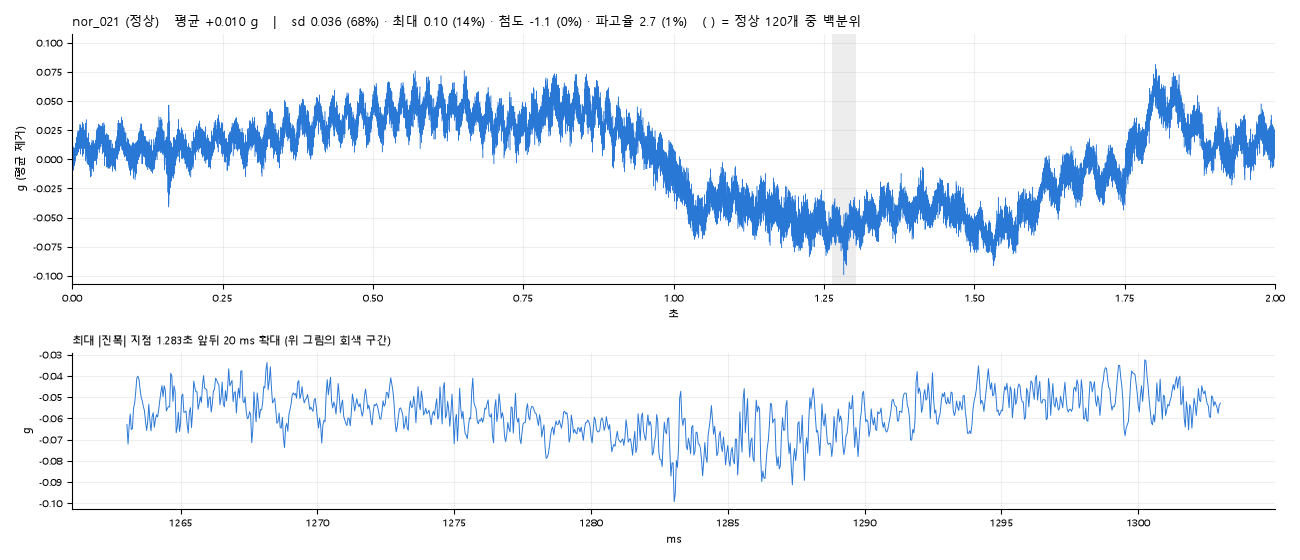 nor_021 (정상)   평균 +0.010 g   |   sd 0.036 (68%) · 최대 0.10 (14%) · 첨도 -1.1 (0%) · 파고율 2.7 (1%)   ( ) = 정상 120개 중 백분위
0.100
0.075
0.050
0.025
0.000
-0.025
-0.050
-0.075
-0.100
g (평균 제거)
0.00 0.25 0.50 0.75 1.00 1.25 1.50 1.75 2.00
초
최대 |진폭| 지점 1.283초 앞뒤 20 ms 확대 (위 그림의 회색 구간)
-0.03
-0.04
-0.05
-0.06
-0.07
-0.08
-0.09
-0.10
g
1265 1270 1275 1280 1285 1290 1295 1300
ms